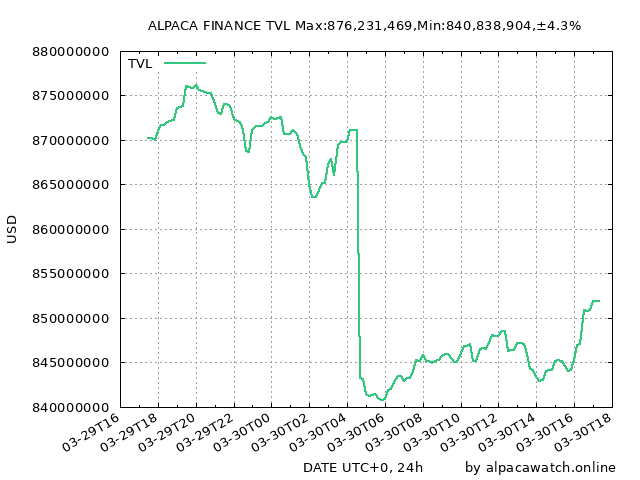 ALPACA FINANCE TVL Max:876,231,469,Min:840,838,904,±4.3%
TVL
880000000
875000000
870000000
865000000
860000000
855000000
850000000
845000000
840000000
USD
03-29T16
03-29T18
03-29T20
03-29T22
03-30T00
03-30T02
03-30T04
03-30T06
03-30T08
03-30T10
03-30T12
03-30T14
03-30T16
03-30T18
DATE UTC+0, 24h
by alpacawatch.online